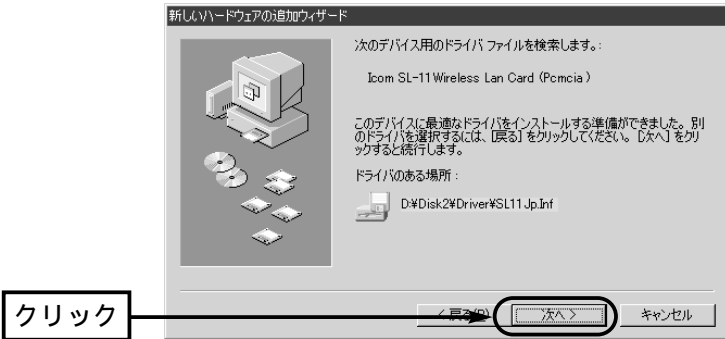 新しいハードウェアの追加ウィザード
次のデバイス用のドライバ ファイルを検索します。:
Icom SL-11 Wireless Lan Card (Pcmcia)
このデバイスに最適なドライバをインストールする準備ができました。別
のドライバを選択するには、[戻る] をクリックしてください。[次へ] をクリ
ックすると続行します。
ドライバのある場所:
D:¥Disk2¥Driver¥SL11Jp.Inf
クリック
< 戻る(B) 次へ > キャンセル